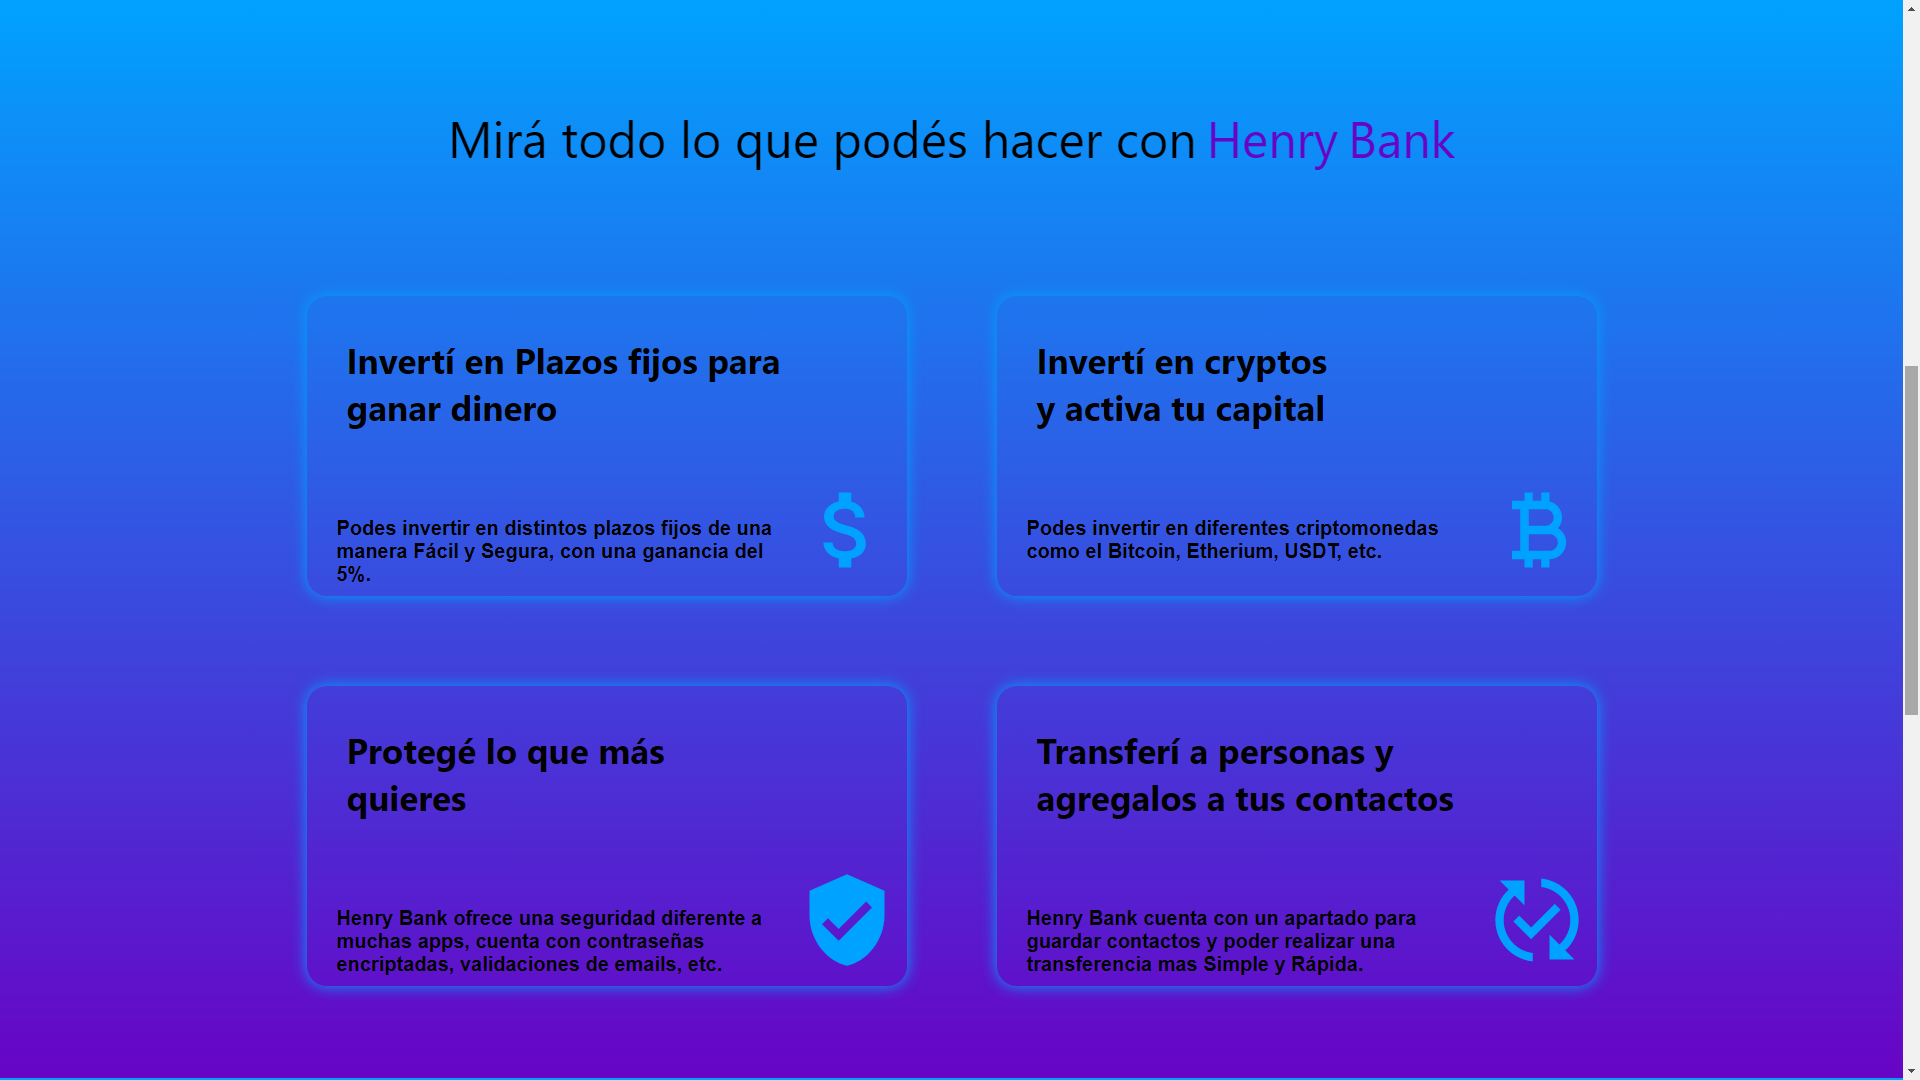 Mirá todo lo que podés hacer con Henry Bank
Invertí en Plazos fijos para
ganar dinero
Podes invertir en distintos plazos fijos de una
manera Fácil y Segura, con una ganancia del
5%.
Invertí en cryptos
y activa tu capital
Podes invertir en diferentes criptomonedas
como el Bitcoin, Etherium, USDT, etc.
Protegé lo que más
quieres
Henry Bank ofrece una seguridad diferente a
muchas apps, cuenta con contraseñas
encriptadas, validaciones de emails, etc.
Transferí a personas y
agregalos a tus contactos
Henry Bank cuenta con un apartado para
guardar contactos y poder realizar una
transferencia mas Simple y Rápida.